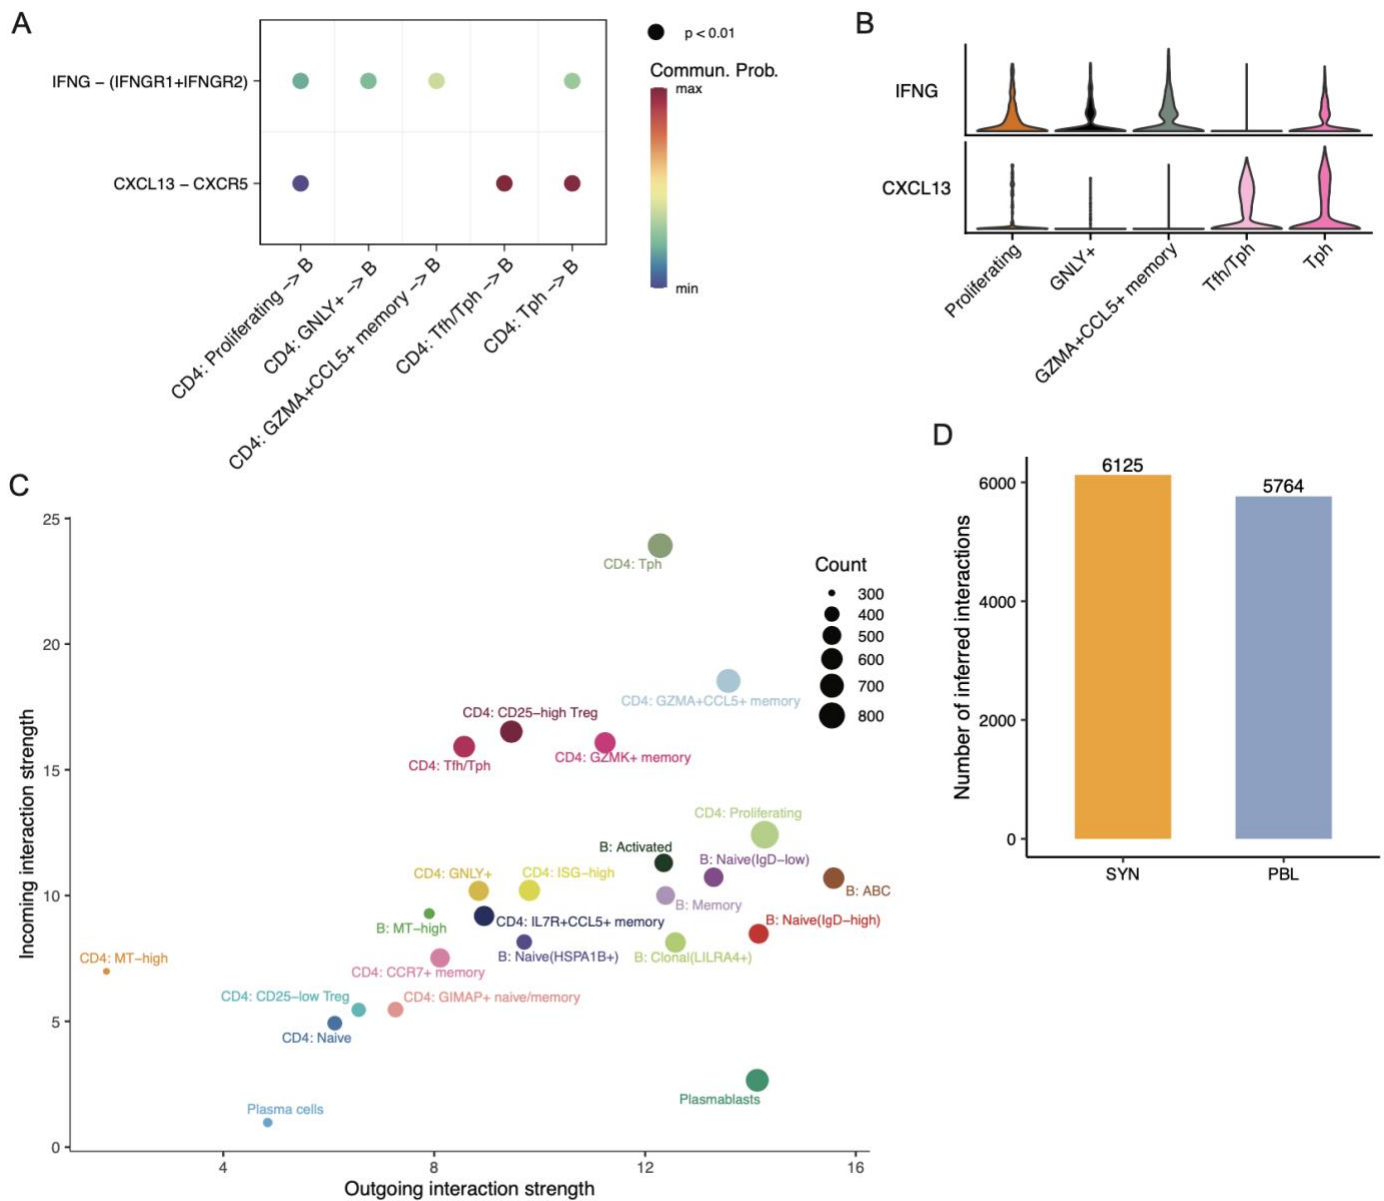 A
IFNG − (IFNGR1+IFNGR2)
CXCL13 − CXCR5
CD4: Proliferating −> B
CD4: GNLY+ −> B
CD4: GZMA+CCL5+ memory −> B
CD4: Tfh/Tph −> B
CD4: Tph −> B
p < 0.01
Commun. Prob.
max
min
B
IFNG
CXCL13
Proliferating
GNLY+
GZMA+CCL5+ memory
Tfh/Tph
Tph
C
Incoming interaction strength
25
20
15
10
5
0
4
8
12
16
Outgoing interaction strength
CD4: Tph
CD4: GZMA+CCL5+ memory
CD4: CD25−high Treg
CD4: Tfh/Tph
CD4: GZMK+ memory
CD4: Proliferating
B: Activated
B: Naive(IgD−low)
CD4: GNLY+
CD4: ISG−high
B: ABC
B: Memory
B: MT−high
CD4: IL7R+CCL5+ memory
B: Naive(IgD−high)
B: Naive(HSPA1B+)
B: Clonal(LILRA4+)
CD4: MT−high
CD4: CCR7+ memory
CD4: CD25−low Treg
CD4: GIMAP+ naive/memory
CD4: Naive
Plasmablasts
Plasma cells
Count
300
400
500
600
700
800
D
Number of inferred interactions
6000
4000
2000
0
6125
5764
SYN
PBL